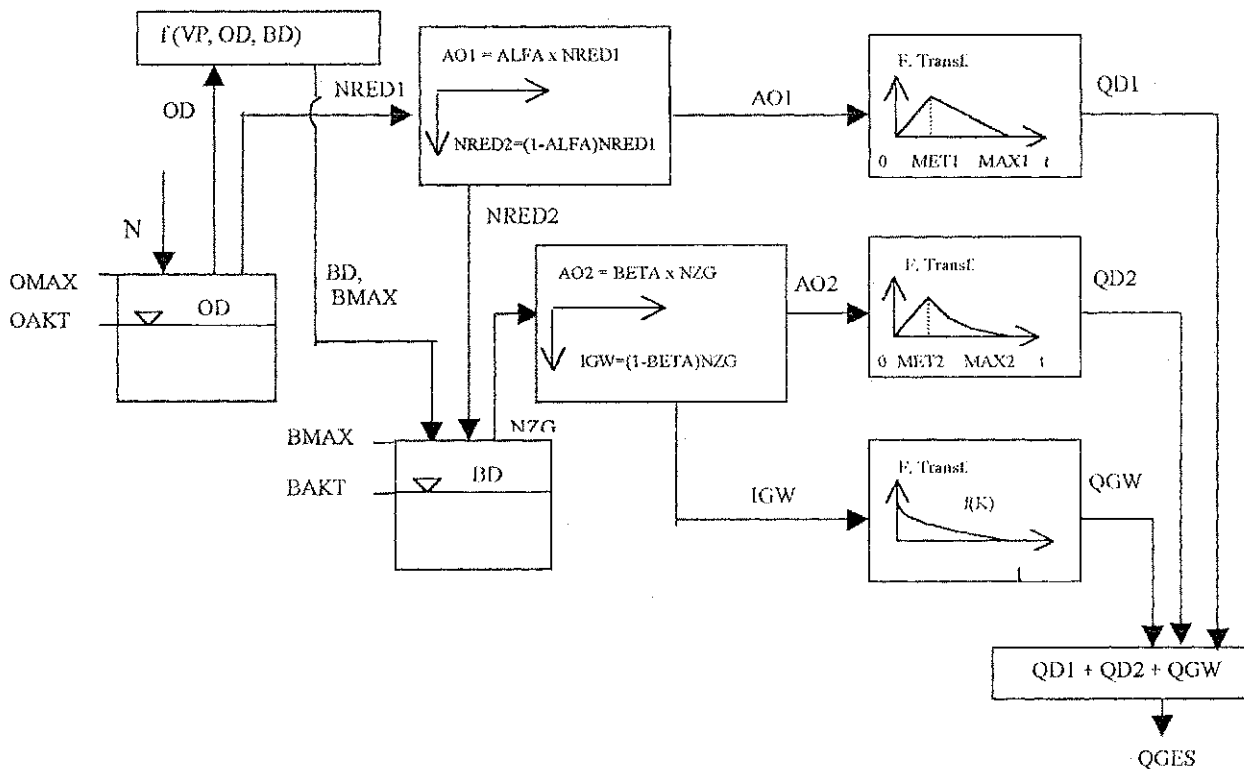 f (VP, OD, BD)
AO1 = ALFA x NRED1
NRED2=(1-ALFA)NRED1
NRED1
OD
AO1
F. Transf.
0 MET1 MAX1 t
QD1
N
NRED2
OMAX
OAKT
OD
BD,
BMAX
AO2 = BETA x NZG
IGW=(1-BETA)NZG
AO2
F. Transf.
0 MET2 MAX2 t
QD2
NZG
BMAX
BAKT
BD
IGW
F. Transf.
f(K)
t
QGW
QD1 + QD2 + QGW
QGES